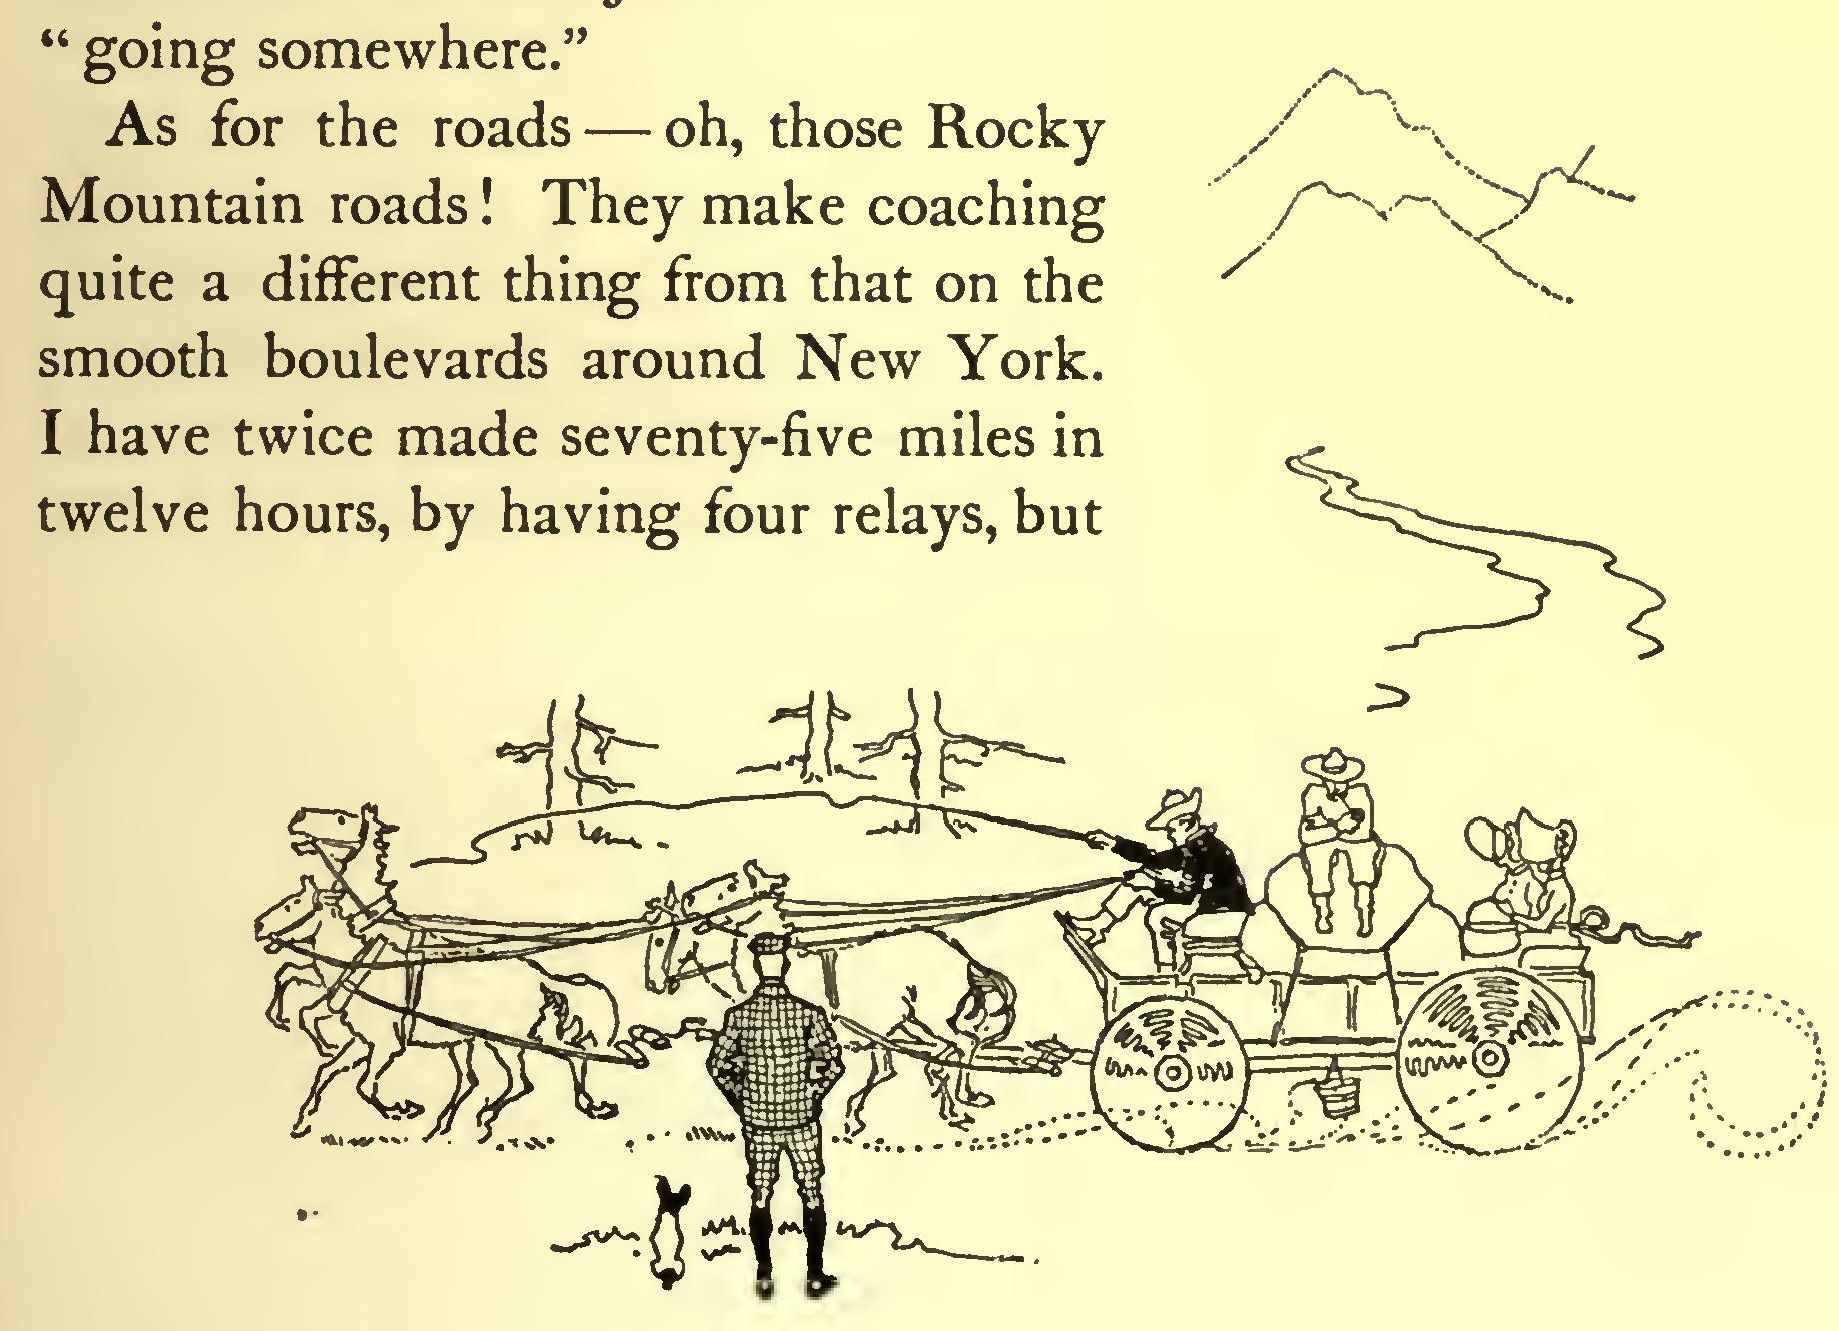 “ going somewhere.”
As for the roads — oh, those Rocky
Mountain roads! They make coaching
quite a different thing from that on the
smooth boulevards around New York.
I have twice made seventy-five miles in
twelve hours, by having four relays, but